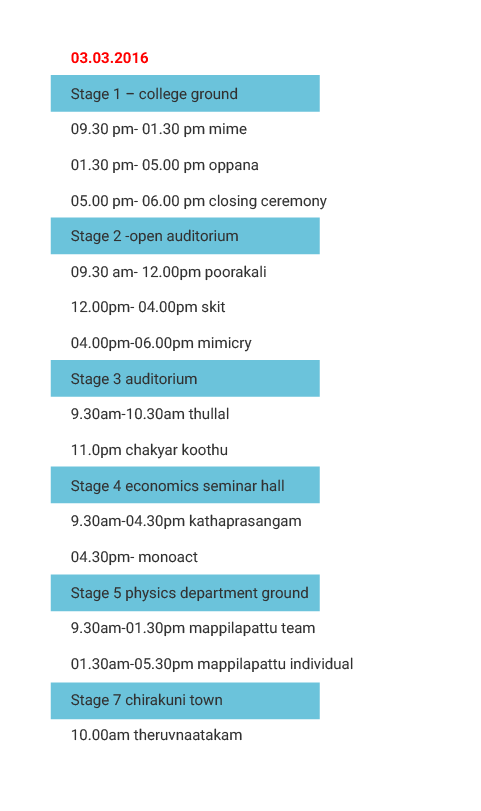 03.03.2016
Stage 1 – college ground
09.30 pm- 01.30 pm mime
01.30 pm- 05.00 pm oppana
05.00 pm- 06.00 pm closing ceremony
Stage 2 -open auditorium
09.30 am- 12.00pm poorakali
12.00pm- 04.00pm skit
04.00pm-06.00pm mimicry
Stage 3 auditorium
9.30am-10.30am thullal
11.0pm chakyar koothu
Stage 4 economics seminar hall
9.30am-04.30pm kathaprasangam
04.30pm- monoact
Stage 5 physics department ground
9.30am-01.30pm mappilapattu team
01.30am-05.30pm mappilapattu individual
Stage 7 chirakuni town
10.00am theruvnaatakam